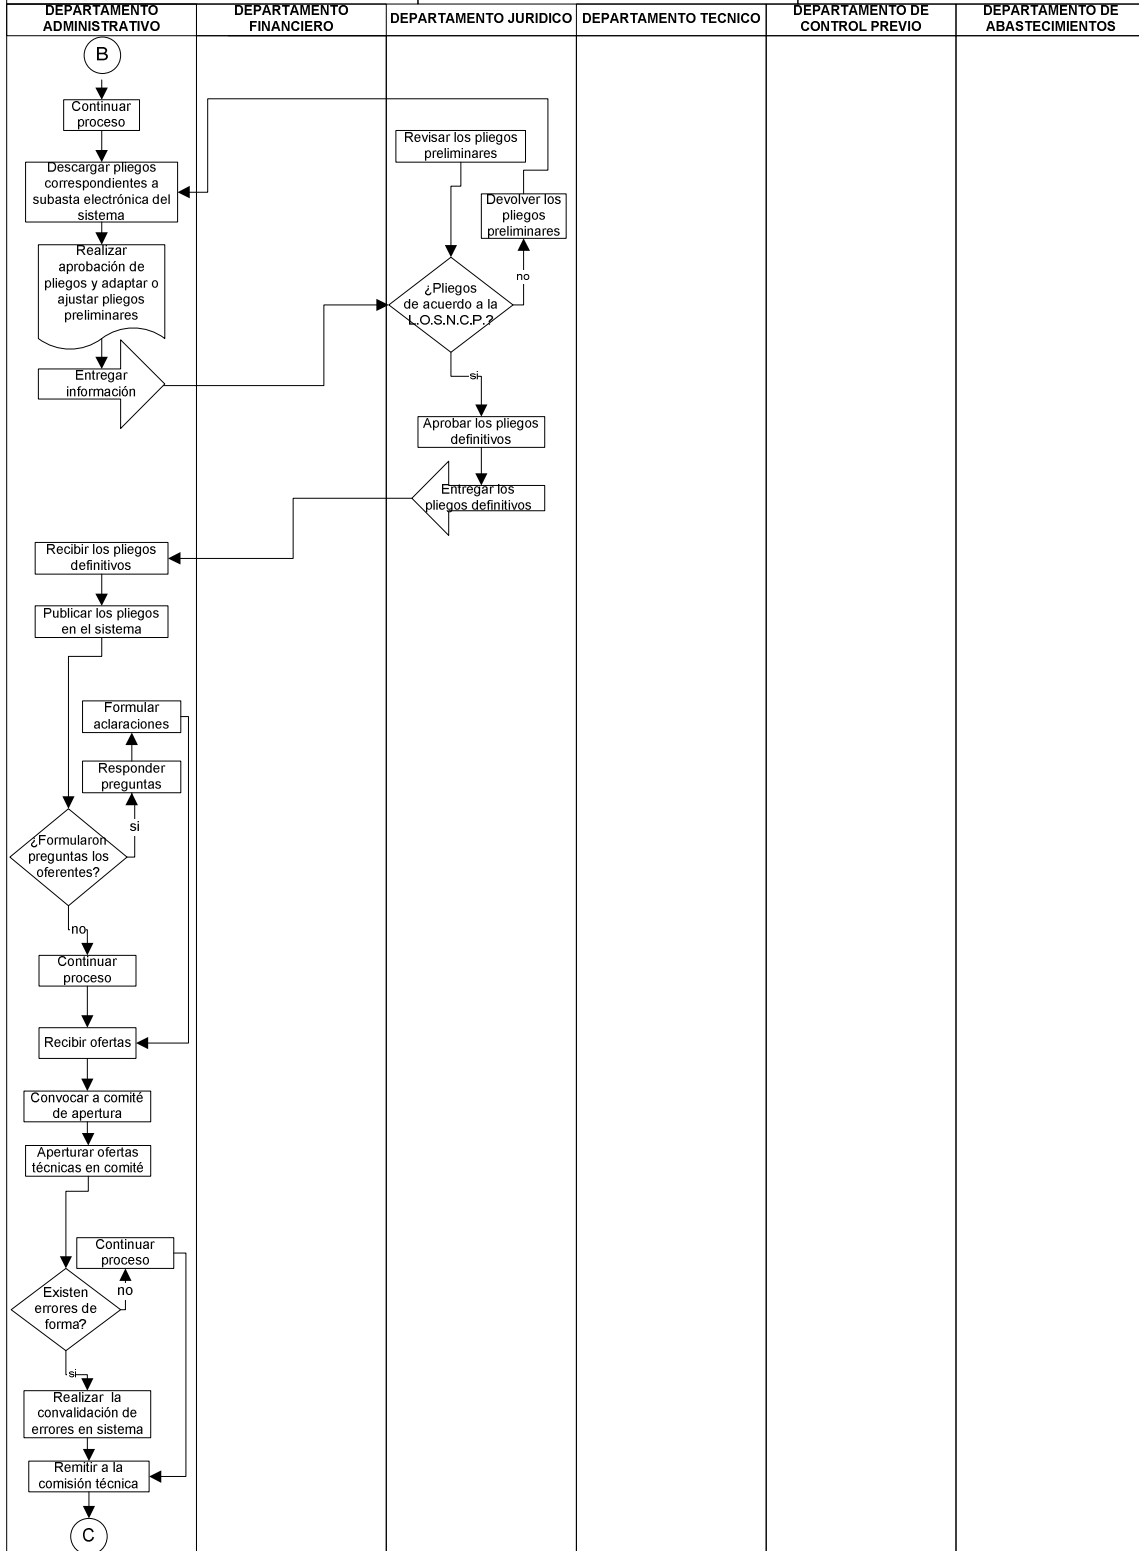 DEPARTAMENTO
ADMINISTRATIVO
DEPARTAMENTO
FINANCIERO
DEPARTAMENTO JURIDICO
DEPARTAMENTO TECNICO
DEPARTAMENTO DE
CONTROL PREVIO
DEPARTAMENTO DE
ABASTECIMIENTOS
B
Continuar
proceso
Descargar pliegos
correspondientes a
subasta electrónica del
sistema
Realizar
aprobación de
pliegos y adaptar o
ajustar pliegos
preliminares
Entregar
información
Revisar los pliegos
preliminares
Devolver los
pliegos
preliminares
no
¿Pliegos
de acuerdo a la
L.O.S.N.C.P.?
si
Aprobar los pliegos
definitivos
Entregar los
pliegos definitivos
Recibir los pliegos
definitivos
Publicar los pliegos
en el sistema
Formular
aclaraciones
Responder
preguntas
si
¿Formularon
preguntas los
oferentes?
no
Continuar
proceso
Recibir ofertas
Convocar a comité
de apertura
Aperturar ofertas
técnicas en comité
Continuar
proceso
no
Existen
errores de
forma?
si
Realizar la
convalidación de
errores en sistema
Remitir a la
comisión técnica
C